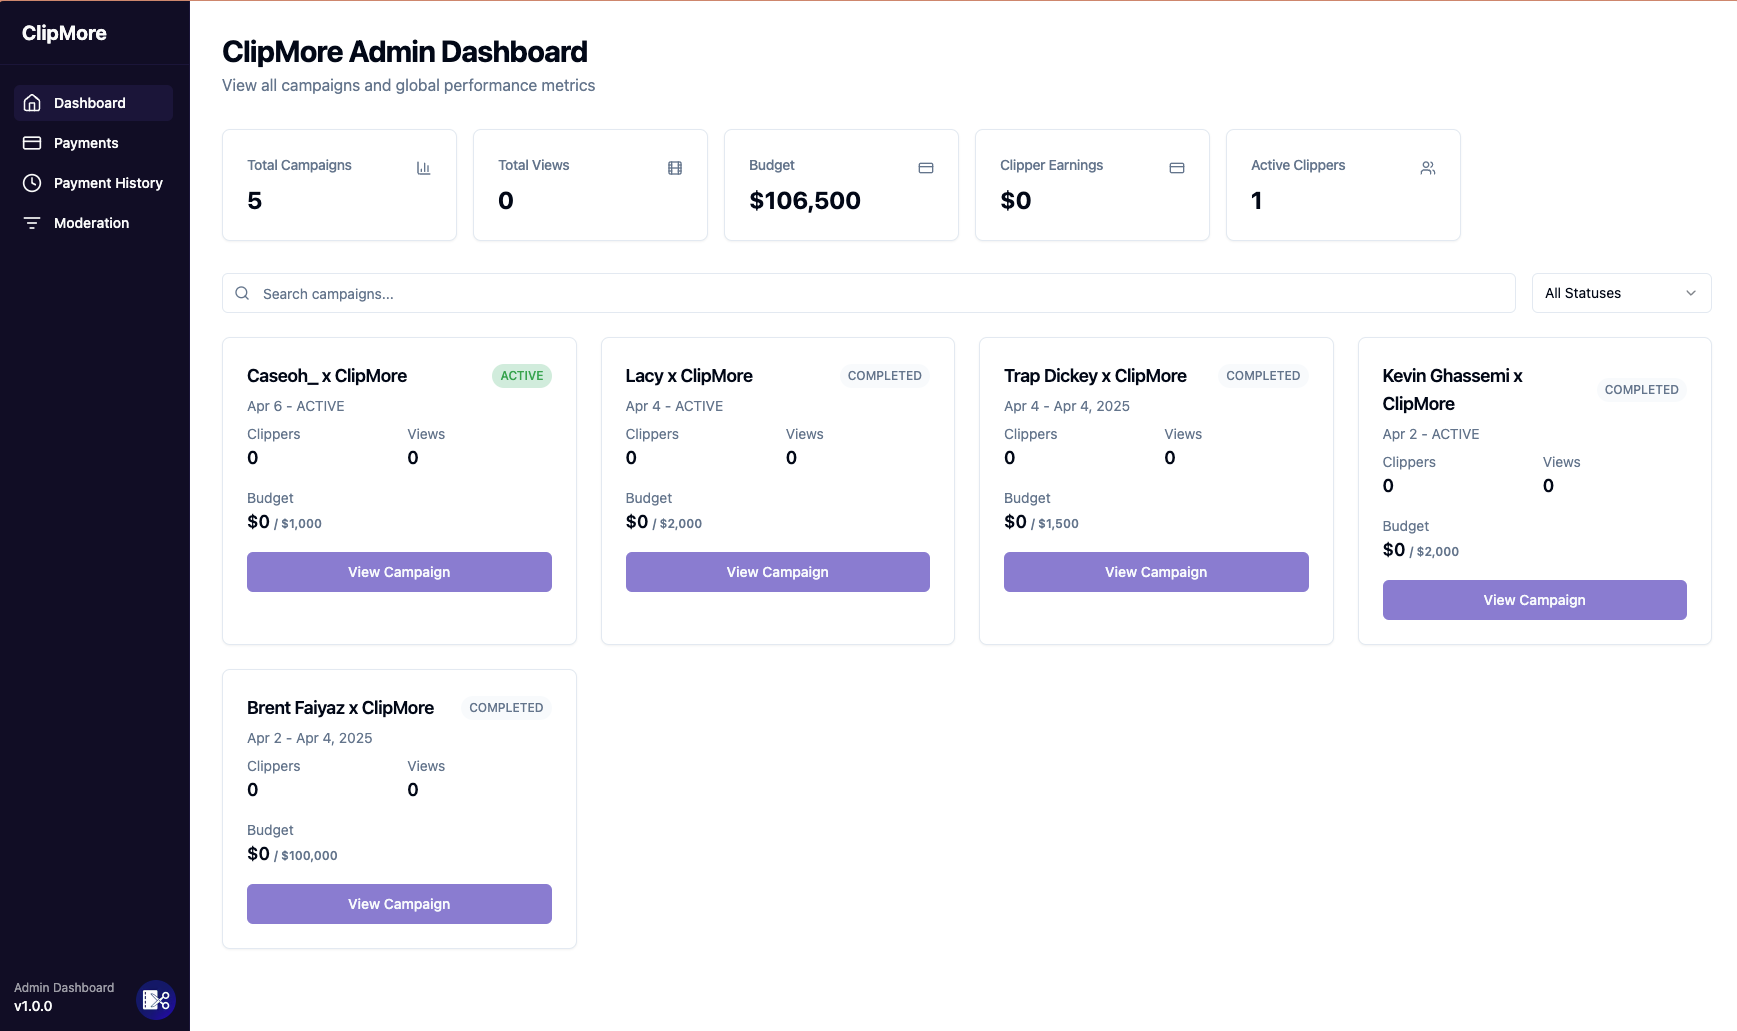 ClipMore
Dashboard
Payments
Payment History
Moderation
Admin Dashboard
v1.0.0
ClipMore Admin Dashboard
View all campaigns and global performance metrics
Total Campaigns
5
Total Views
0
Budget
$106,500
Clipper Earnings
$0
Active Clippers
1
Search campaigns...
All Statuses
Caseoh_ x ClipMore
ACTIVE
Apr 6 - ACTIVE
Clippers
0
Views
0
Budget
$0 / $1,000
View Campaign
Lacy x ClipMore
COMPLETED
Apr 4 - ACTIVE
Clippers
0
Views
0
Budget
$0 / $2,000
View Campaign
Trap Dickey x ClipMore
COMPLETED
Apr 4 - Apr 4, 2025
Clippers
0
Views
0
Budget
$0 / $1,500
View Campaign
Kevin Ghassemi x
ClipMore
COMPLETED
Apr 2 - ACTIVE
Clippers
0
Views
0
Budget
$0 / $2,000
View Campaign
Brent Faiyaz x ClipMore
COMPLETED
Apr 2 - Apr 4, 2025
Clippers
0
Views
0
Budget
$0 / $100,000
View Campaign